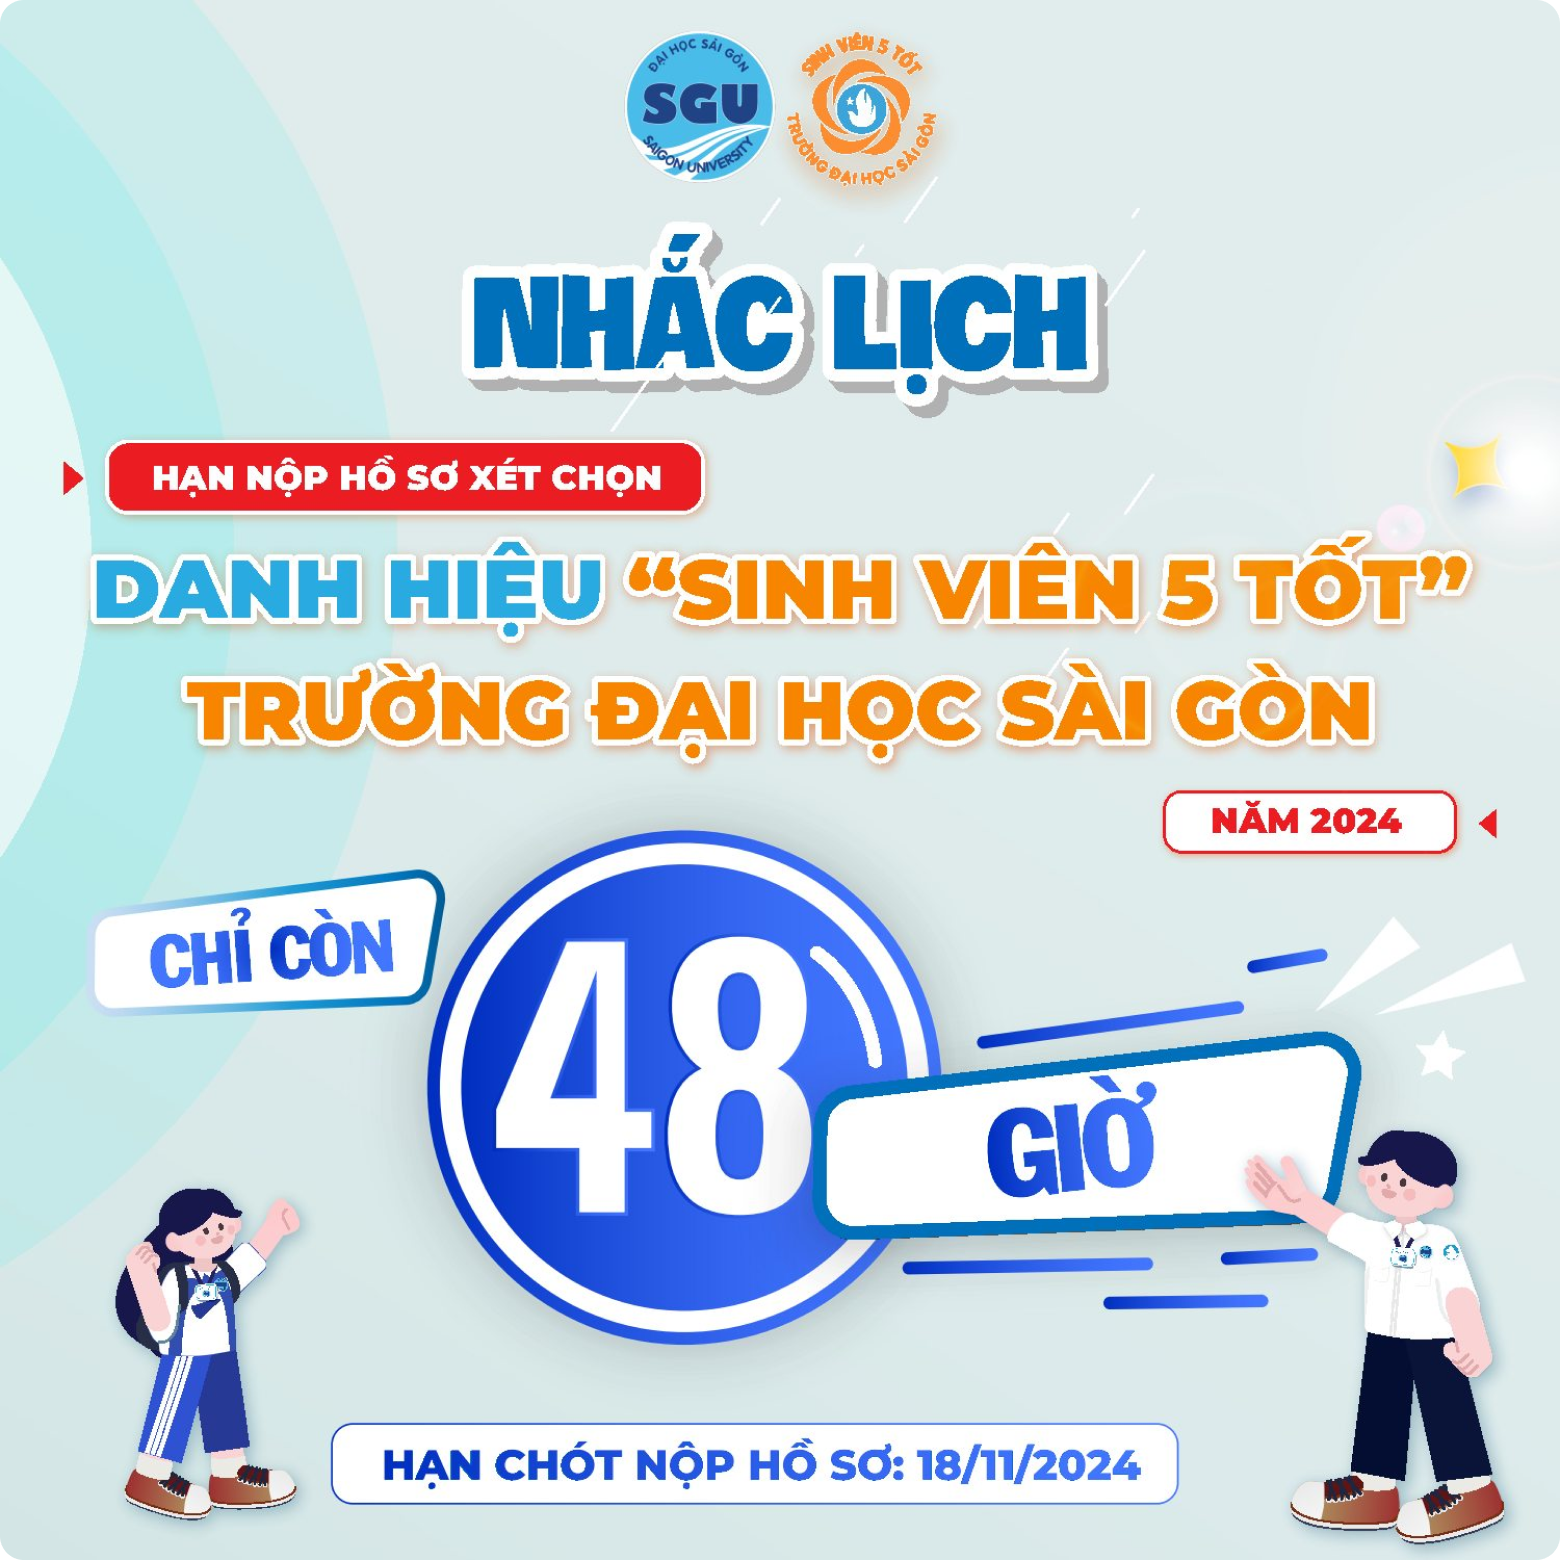 ĐẠI HỌC SÀI GÒN
SGU
SAIGON UNIVERSITY
SINH VIÊN 5 TỐT
TRƯỜNG ĐẠI HỌC SÀI GÒN
NHẮC LỊCH
HẠN NỘP HỒ SƠ XÉT CHỌN
DANH HIỆU “SINH VIÊN 5 TỐT”
TRƯỜNG ĐẠI HỌC SÀI GÒN
NĂM 2024
CHỈ CÒN
48
GIỜ
HẠN CHÓT NỘP HỒ SƠ: 18/11/2024